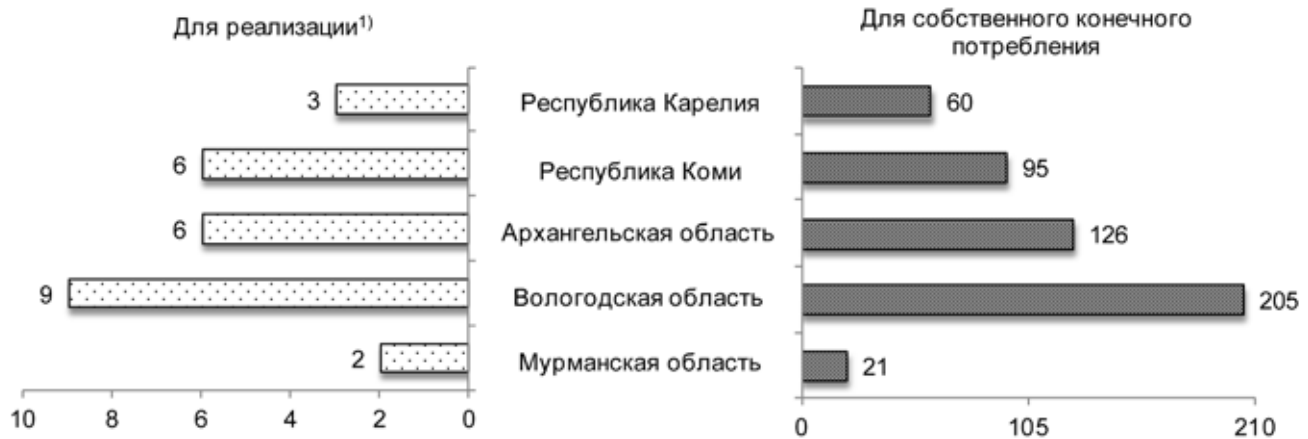 Для реализации¹⁾
Для собственного конечного
потребления
3 Республика Карелия 60
6 Республика Коми 95
6 Архангельская область 126
9 Вологодская область 205
2 Мурманская область 21
10 8 6 4 2 0 0 105 210